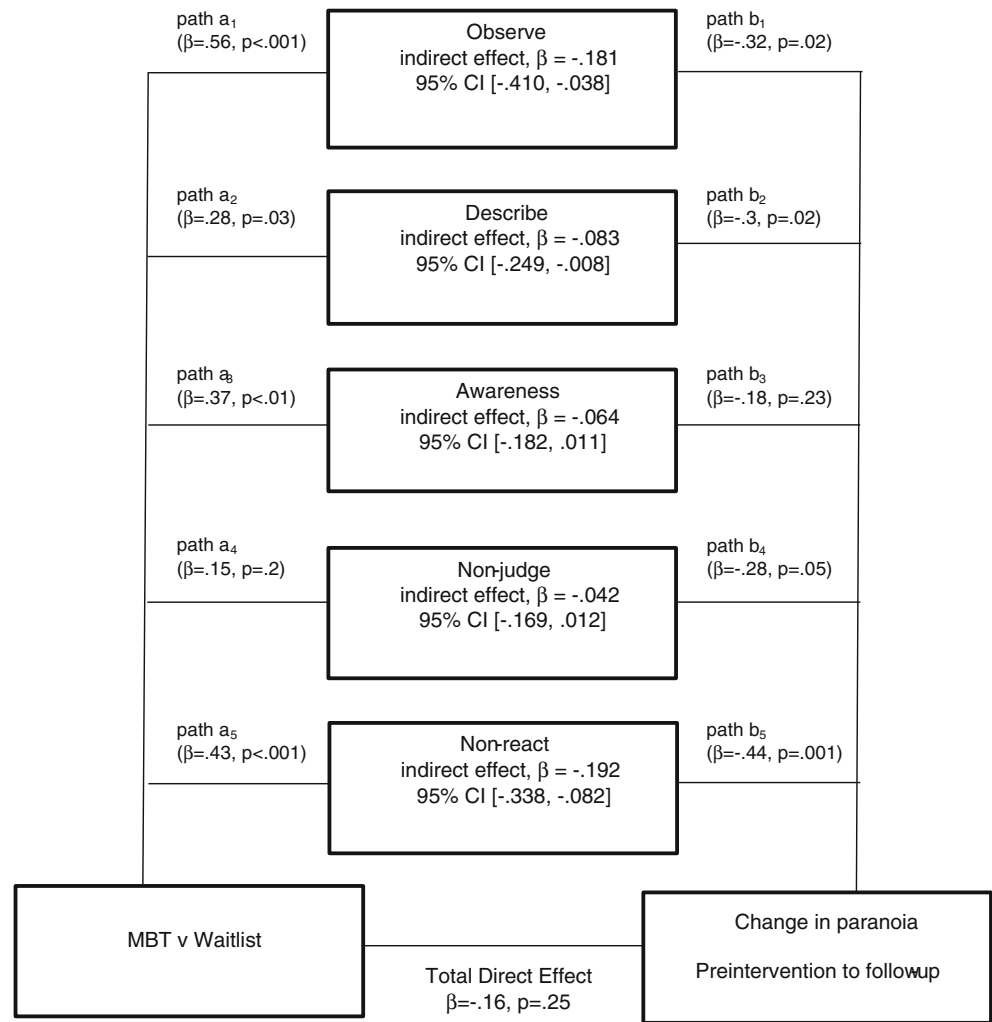 path a1
(β=.56, p<.001)
Observe
indirect effect, β = -.181
95% CI [-.410, -.038]
path b1
(β=-.32, p=.02)
path a2
(β=.28, p=.03)
Describe
indirect effect, β = -.083
95% CI [-.249, -.008]
path b2
(β=-.3, p=.02)
path a3
(β=.37, p<.01)
Awareness
indirect effect, β = -.064
95% CI [-.182, .011]
path b3
(β=-.18, p=.23)
path a4
(β=.15, p=.2)
Non-judge
indirect effect, β = -.042
95% CI [-.169, .012]
path b4
(β=-.28, p=.05)
path a5
(β=.43, p<.001)
Non-react
indirect effect, β = -.192
95% CI [-.338, -.082]
path b5
(β=-.44, p=.001)
MBT v Waitlist
Total Direct Effect
β=-.16, p=.25
Change in paranoia
Preintervention to follow-up